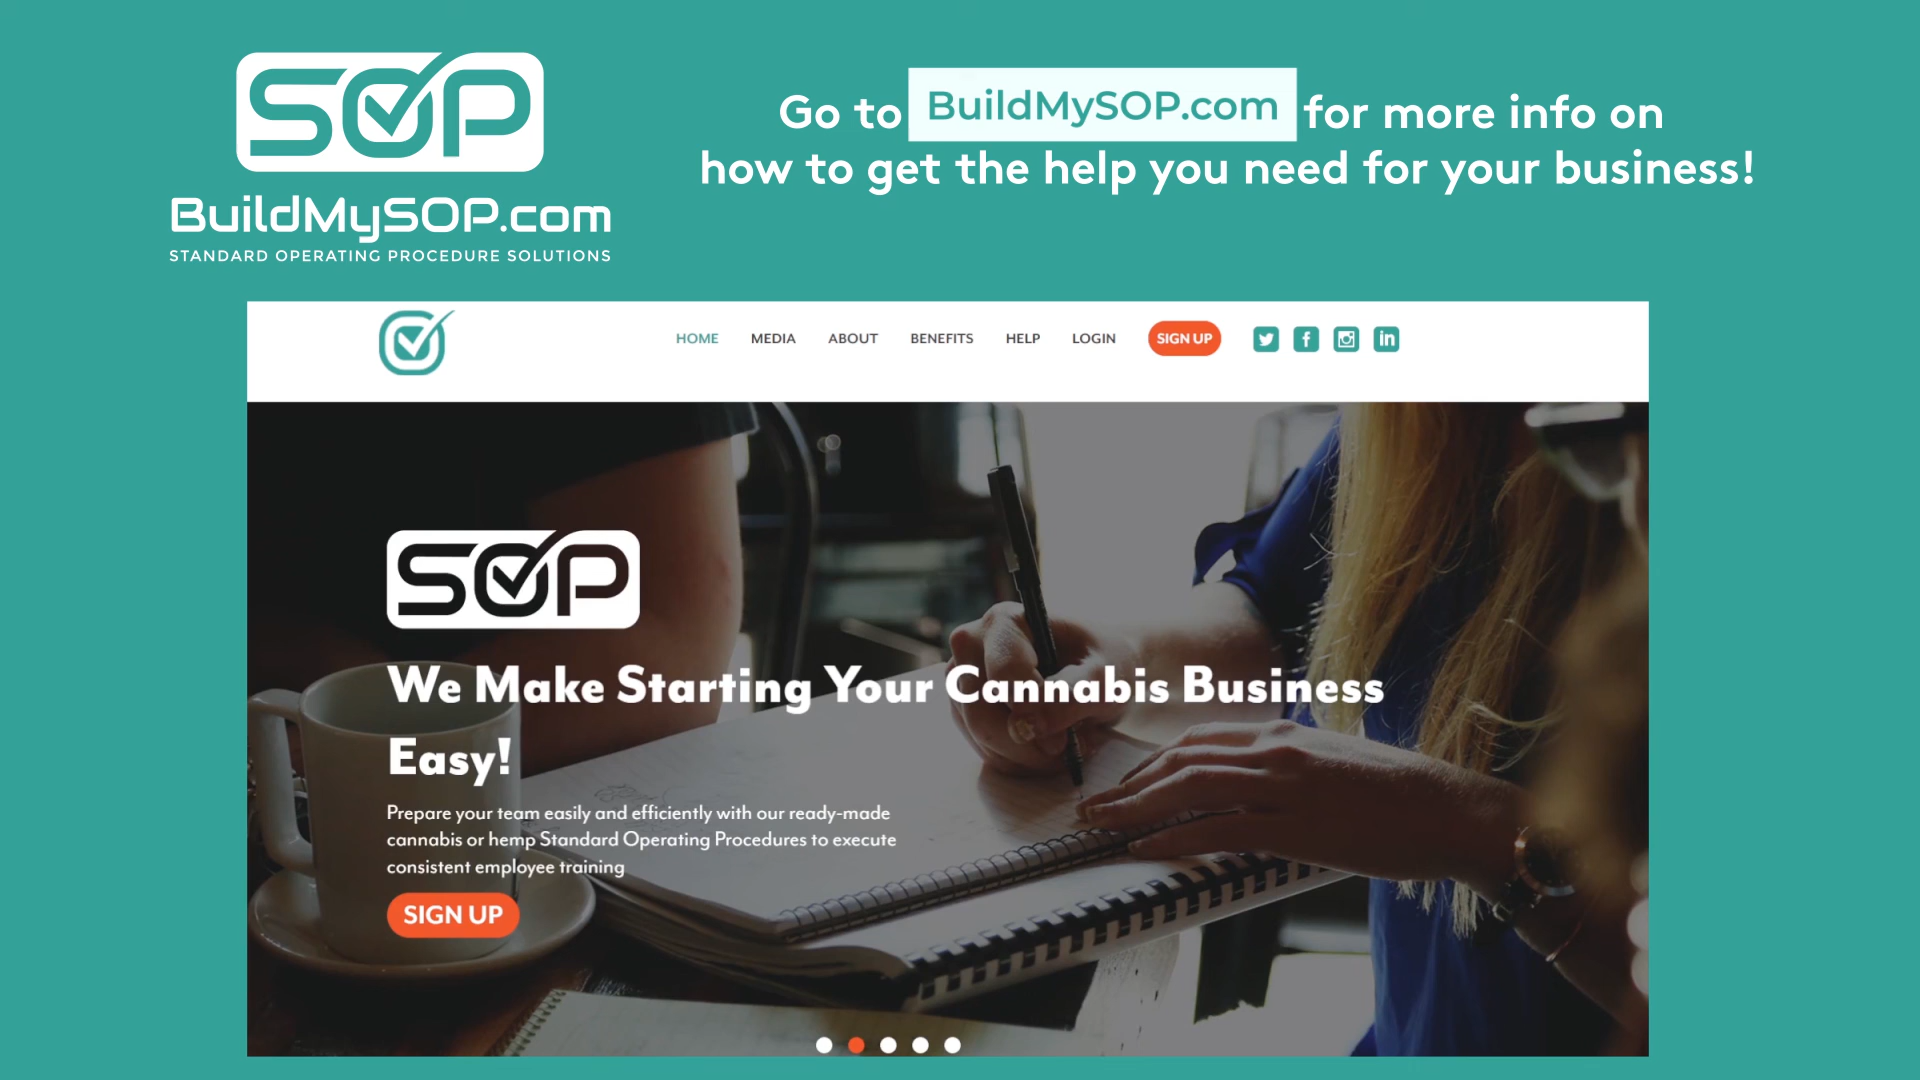 SOP
BuildMySOP.com
STANDARD OPERATING PROCEDURE SOLUTIONS
Go to BuildMySOP.com for more info on
how to get the help you need for your business!
HOME MEDIA ABOUT BENEFITS HELP LOGIN SIGN UP
SOP
We Make Starting Your Cannabis Business
Easy!
Prepare your team easily and efficiently with our ready-made
cannabis or hemp Standard Operating Procedures to execute
consistent employee training
SIGN UP